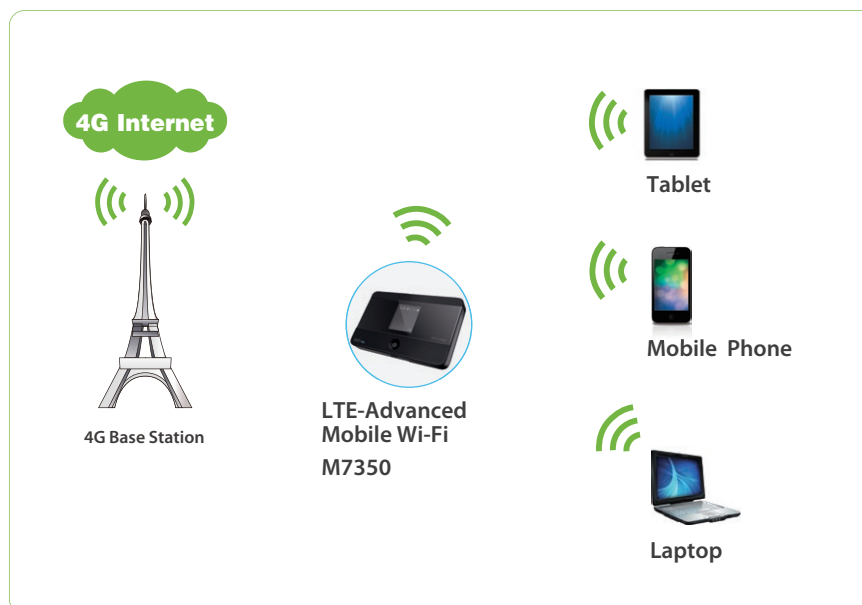 4G Internet
4G Base Station
LTE-Advanced
Mobile Wi-Fi
M7350
Tablet
Mobile Phone
Laptop